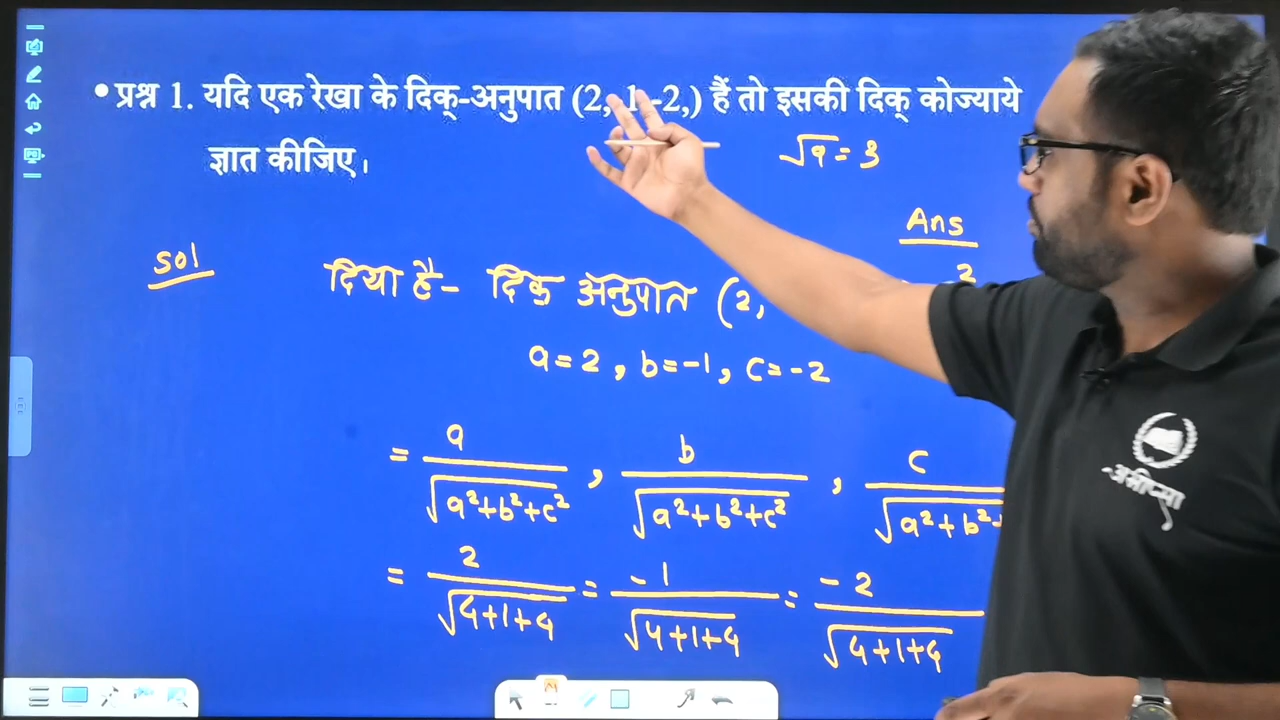 • प्रश्न 1. यदि एक रेखा के दिक्-अनुपात (2, 1 -2,) हैं तो इसकी दिक् कोज्याये
ज्ञात कीजिए।
√9 = 3
Ans
2
sol
दिया है- दिक् अनुपात (2,
a=2, b=-1, c=-2
= a/√a²+b²+c² , b/√a²+b²+c² , c/√a²+b²+
= 2/√4+1+4 = -1/√4+1+4 = -2/√4+1+4
अभीप्सा